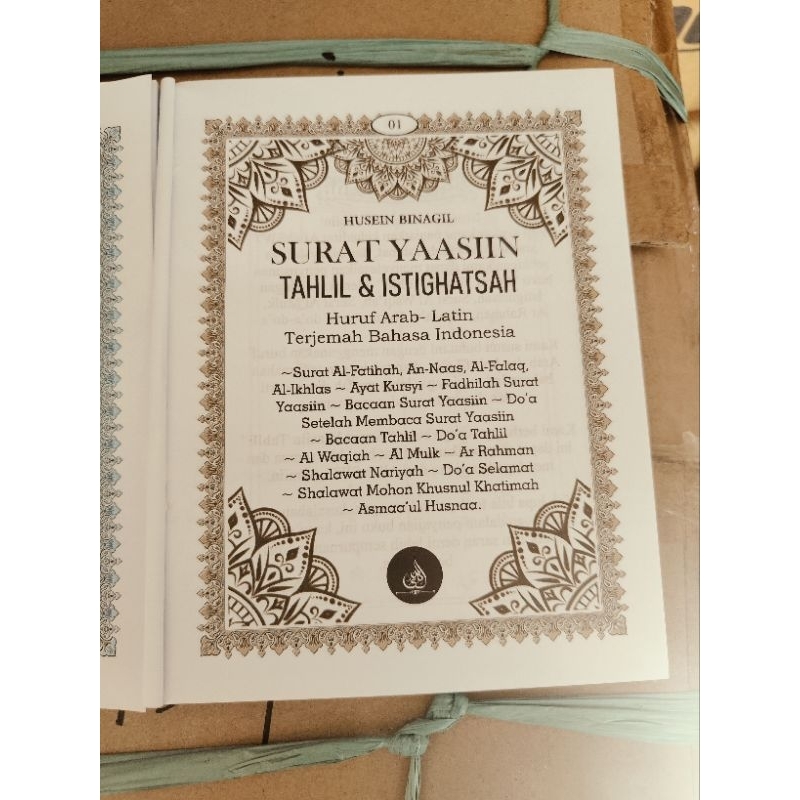 01
HUSEIN BINAGIL
SURAT YAASIIN
TAHLIL & ISTIGHATSAH
Huruf Arab- Latin
Terjemah Bahasa Indonesia
~Surat Al-Fatihah, An-Naas, Al-Falaq,
Al-Ikhlas ~ Ayat Kursyi ~ Fadhilah Surat
Yaasiin ~ Bacaan Surat Yaasiin ~ Do'a
Setelah Membaca Surat Yaasiin
~ Bacaan Tahlil ~ Do'a Tahlil
~ Al Waqiah ~ Al Mulk ~ Ar Rahman
~ Shalawat Nariyah ~ Do'a Selamat
~ Shalawat Mohon Khusnul Khatimah
~ Asmaa'ul Husnaa.